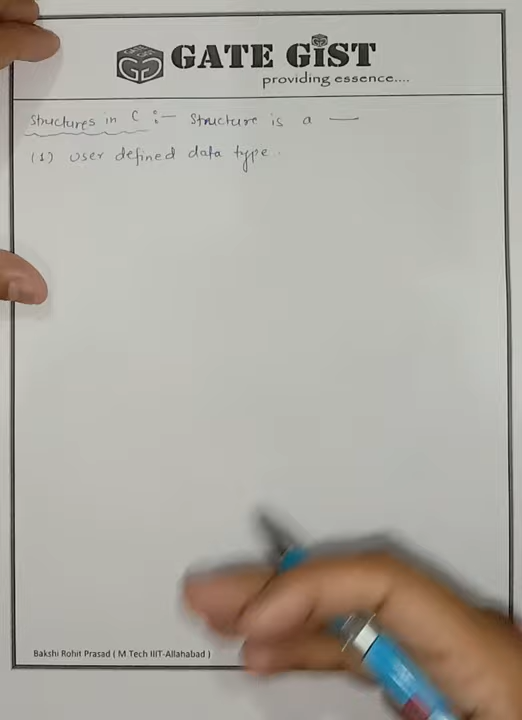 GATE GIST
providing essence....
Structures in C :- Structure is a —
(1) User defined data type.
Bakshi Rohit Prasad ( M Tech IIIT-Allahabad )